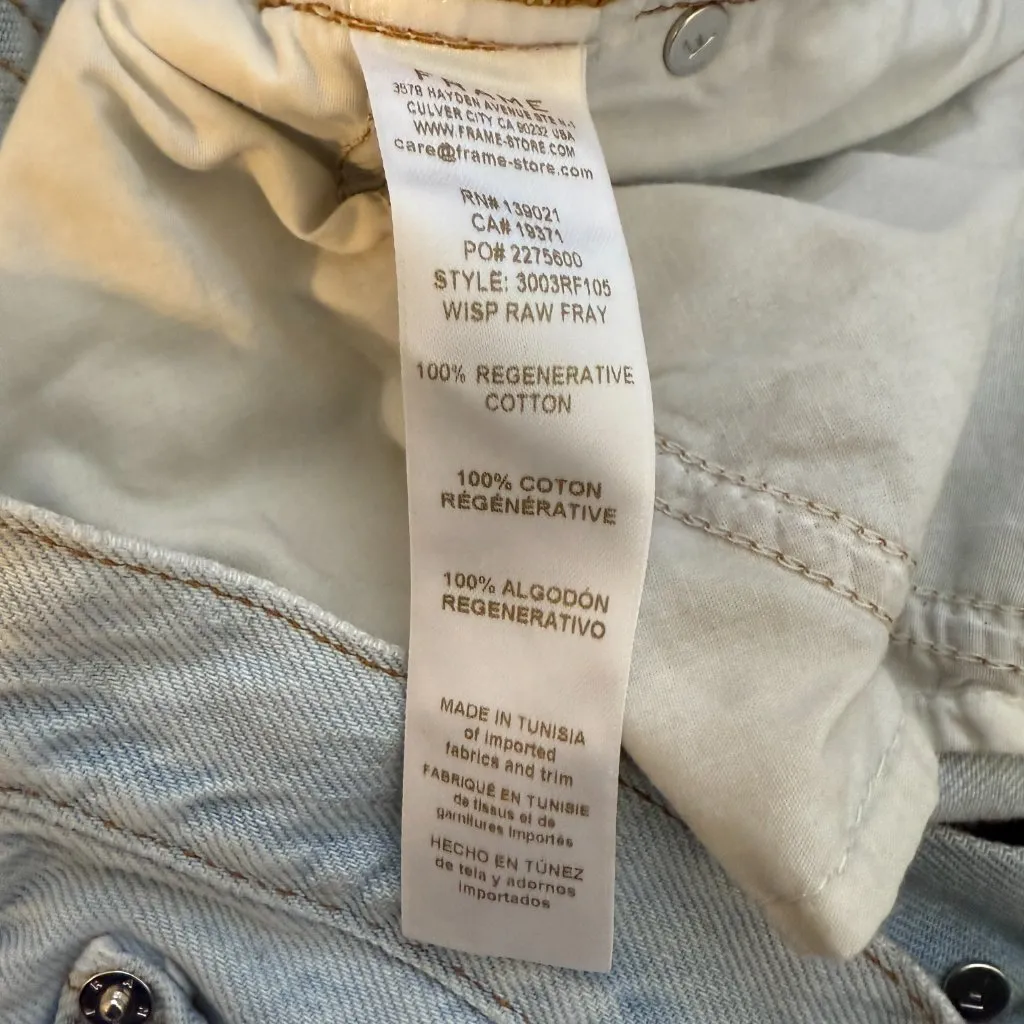 FRAME
3578 HAYDEN AVENUE STE
CULVER CITY CA 90232 USA
WWW.FRAME-STORE.COM
care@frame-store.com
RN# 139021
CA# 19371
PO# 2275600
STYLE: 3003RF105
WISP RAW FRAY
100% REGENERATIVE
COTTON
100% COTON
RÉGÉNÉRATIVE
100% ALGODÓN
REGENERATIVO
MADE IN TUNISIA
of imported
fabrics and trim
FABRIQUÉ EN TUNISIE
de tissus et de
garnitures importés
HECHO EN TÚNEZ
de tela y adornos
importados